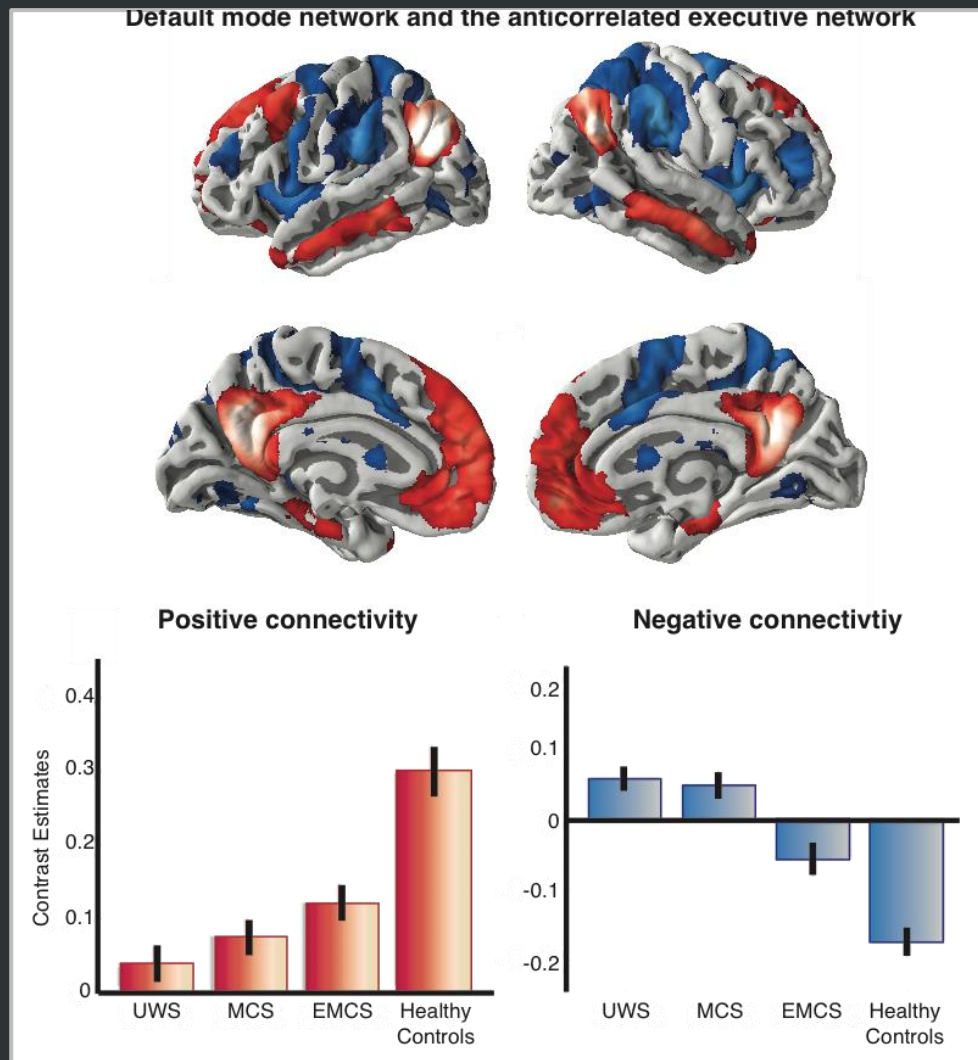 Default mode network and the anticorrelated executive network
Positive connectivity
Contrast Estimates
0.4
0.3
0.2
0.1
0
UWS MCS EMCS Healthy
Controls
Negative connectivtiy
0.2
0.1
0
-0.1
-0.2
UWS MCS EMCS Healthy
Controls